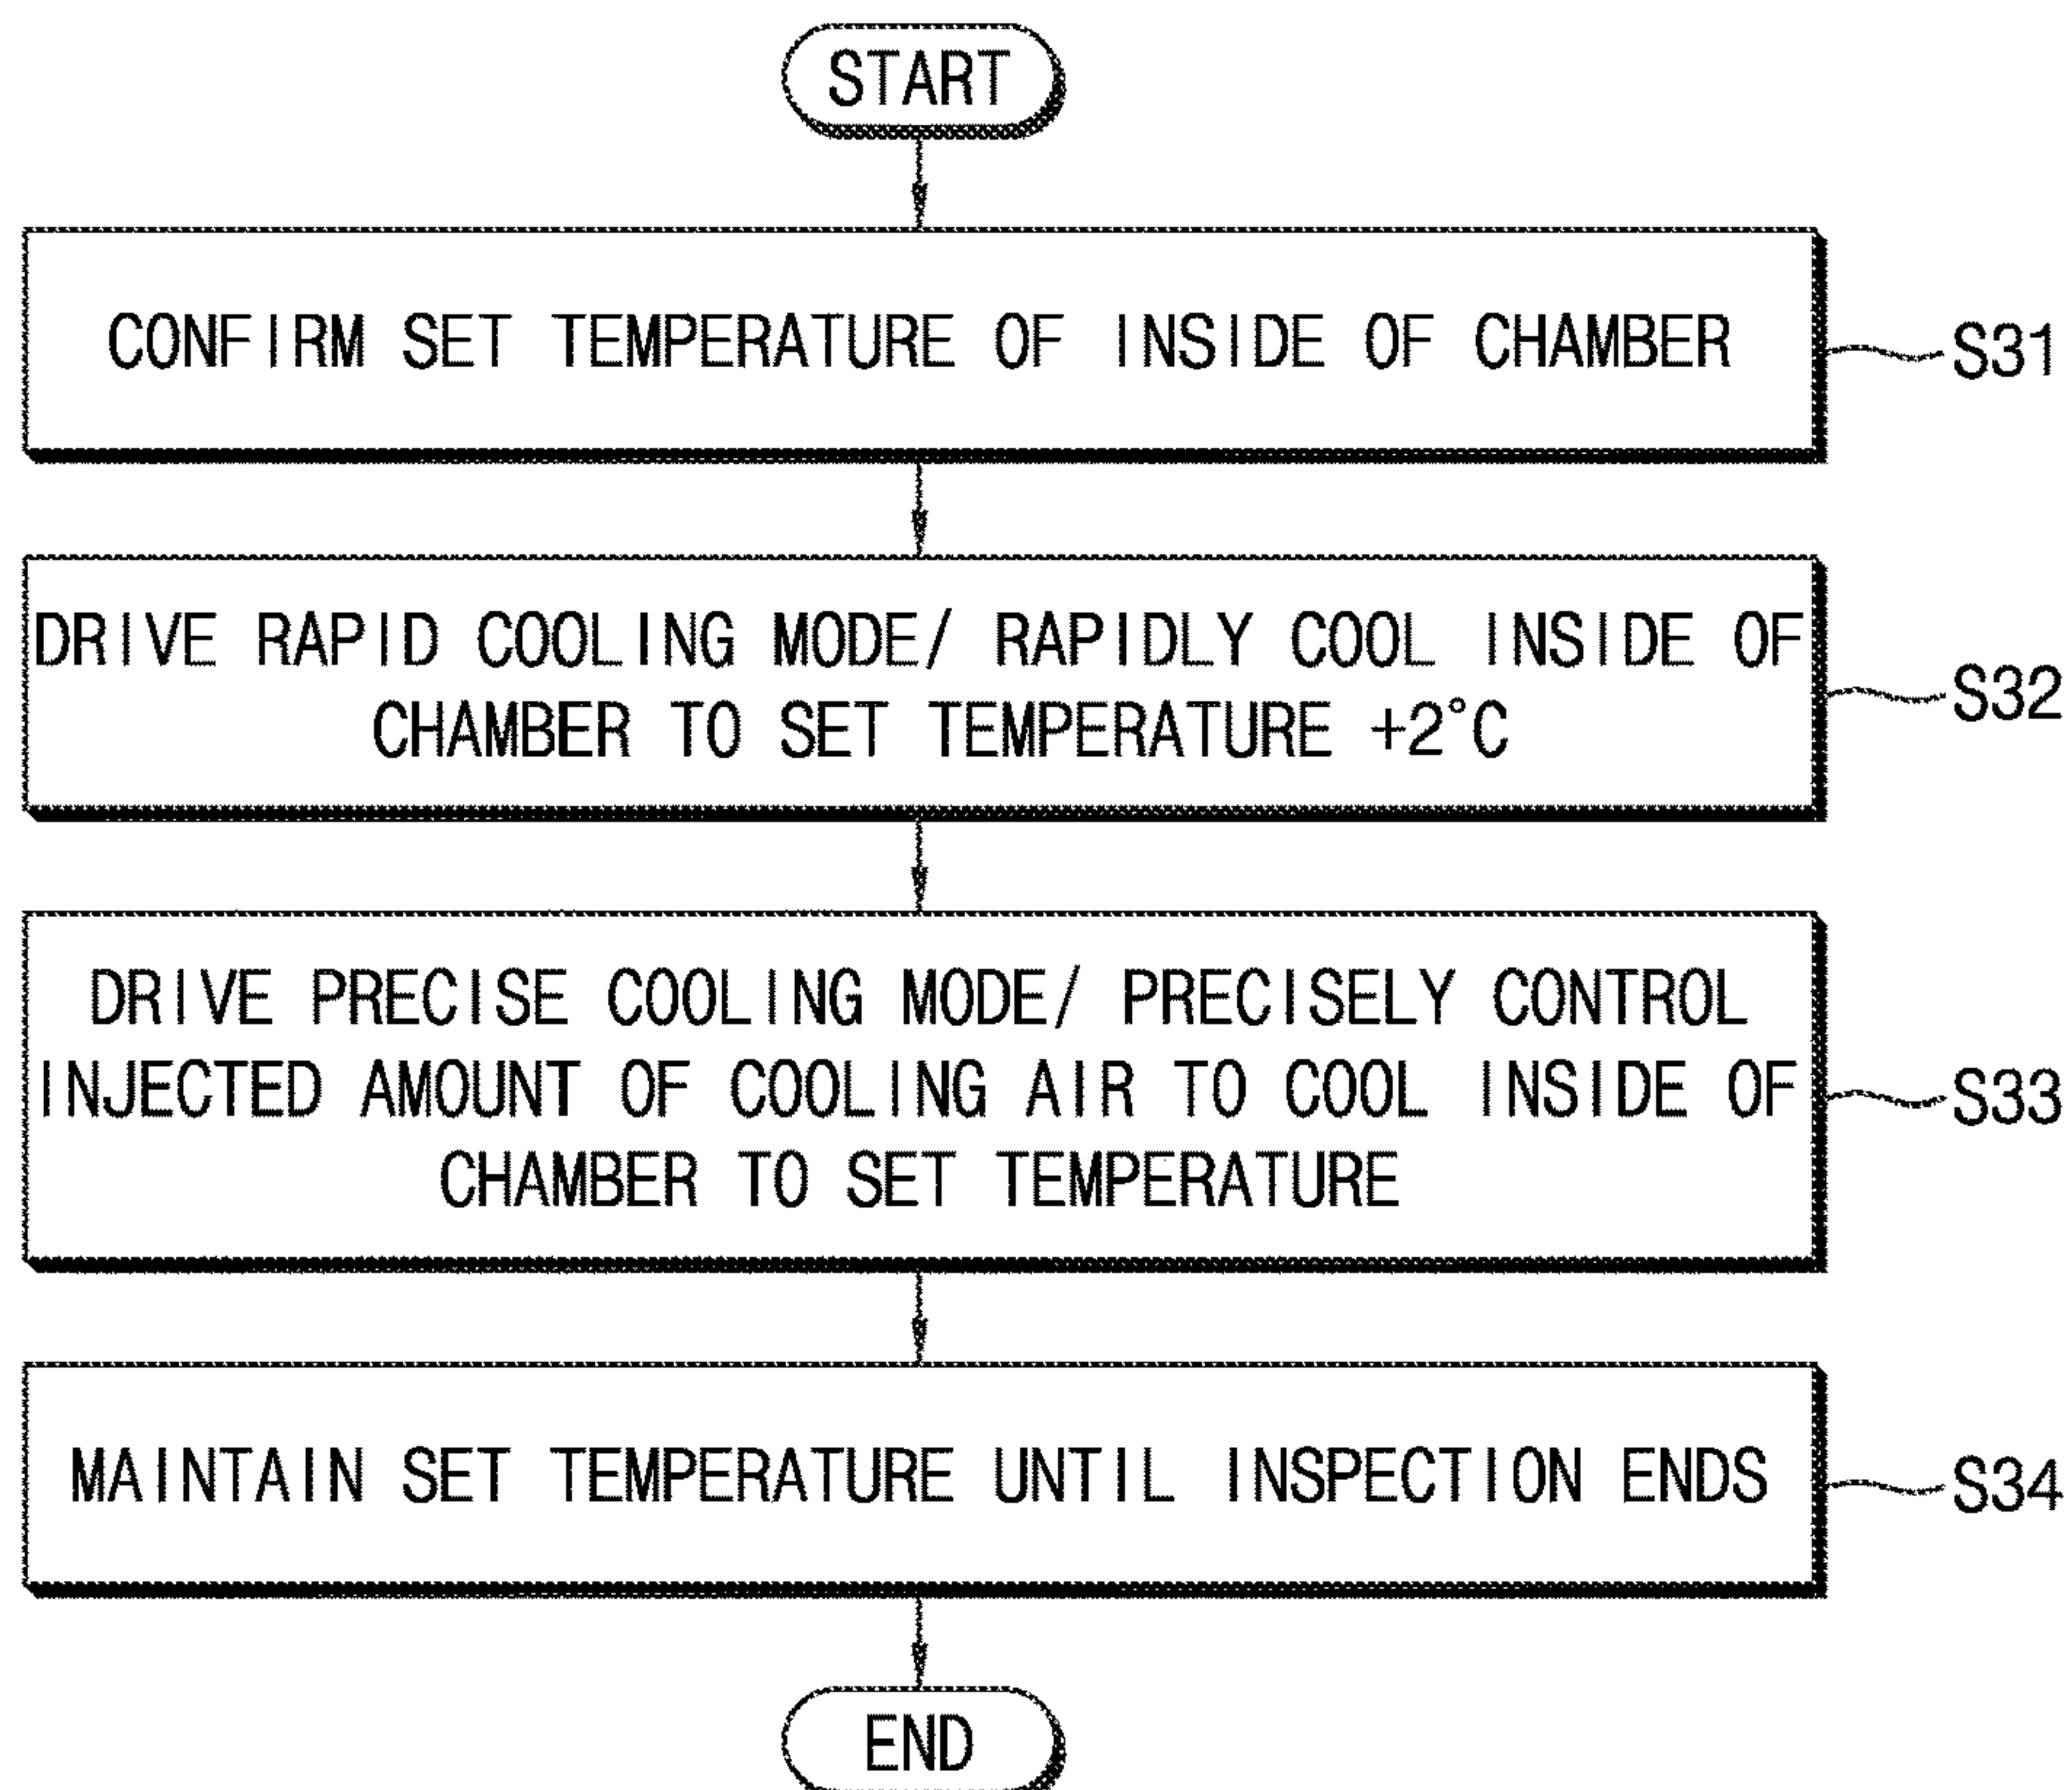 START
CONFIRM SET TEMPERATURE OF INSIDE OF CHAMBER
S31
DRIVE RAPID COOLING MODE/ RAPIDLY COOL INSIDE OF
CHAMBER TO SET TEMPERATURE +2°C
S32
DRIVE PRECISE COOLING MODE/ PRECISELY CONTROL
INJECTED AMOUNT OF COOLING AIR TO COOL INSIDE OF
CHAMBER TO SET TEMPERATURE
S33
MAINTAIN SET TEMPERATURE UNTIL INSPECTION ENDS
S34
END